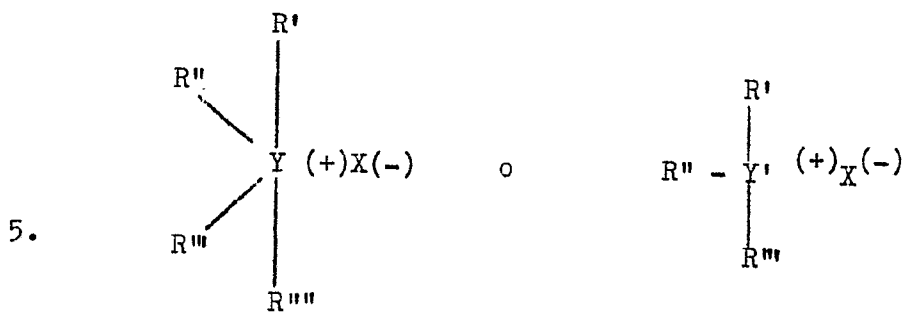 R'
R" R'
Y (+)X(-) o R" - Y' (+)X(-)
5.
R"' R"'
R""